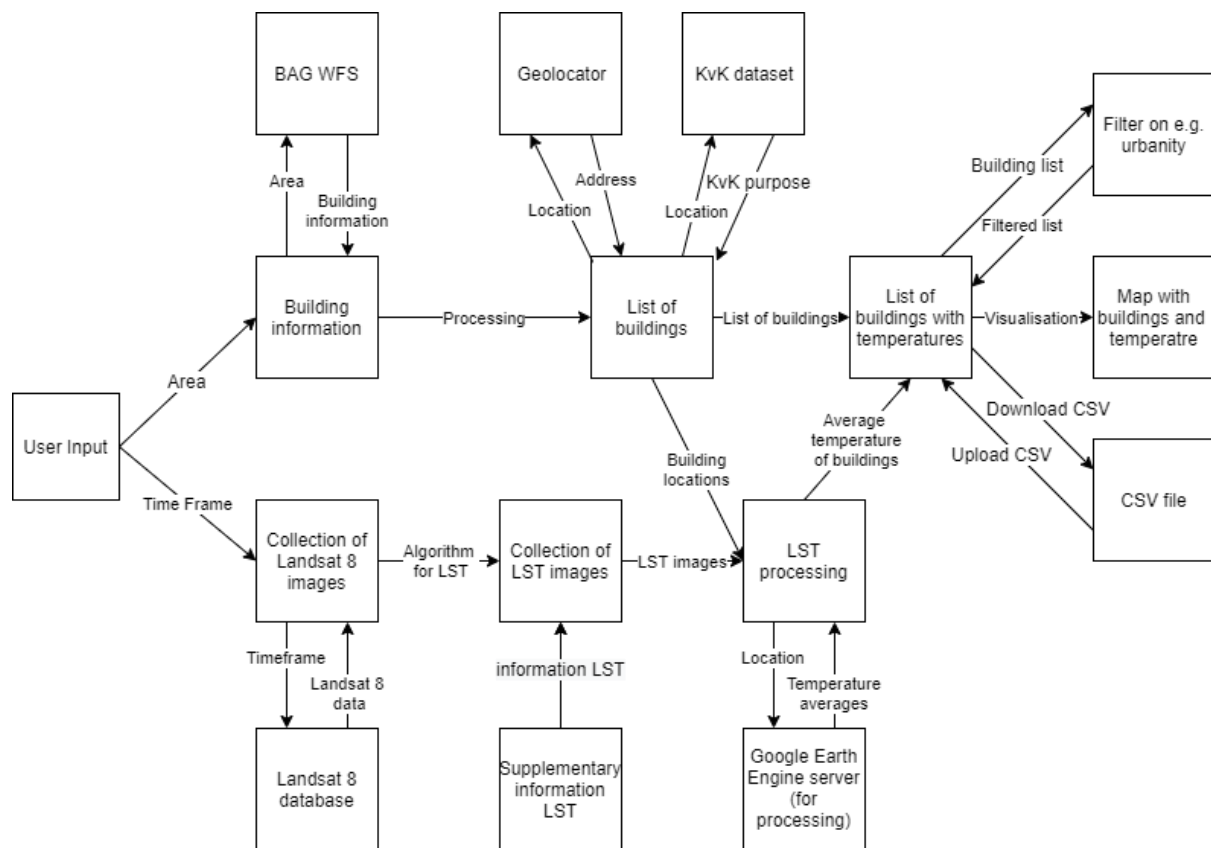 BAG WFS
Geolocator
KvK dataset
Filter on e.g.
urbanity
Area
Building
information
Location
Address
Location
KvK purpose
Building list
Filtered list
Building
information
Processing
List of
buildings
List of buildings
List of
buildings with
temperatures
Visualisation
Map with
buildings and
temperatre
Area
User Input
Time Frame
Building
locations
Average
temperature
of buildings
Download CSV
Upload CSV
CSV file
Collection of
Landsat 8
images
Algorithm
for LST
Collection of
LST images
LST images
LST
processing
Timeframe
Landsat 8
data
information LST
Location
Temperature
averages
Landsat 8
database
Supplementary
information
LST
Google Earth
Engine server
(for
processing)